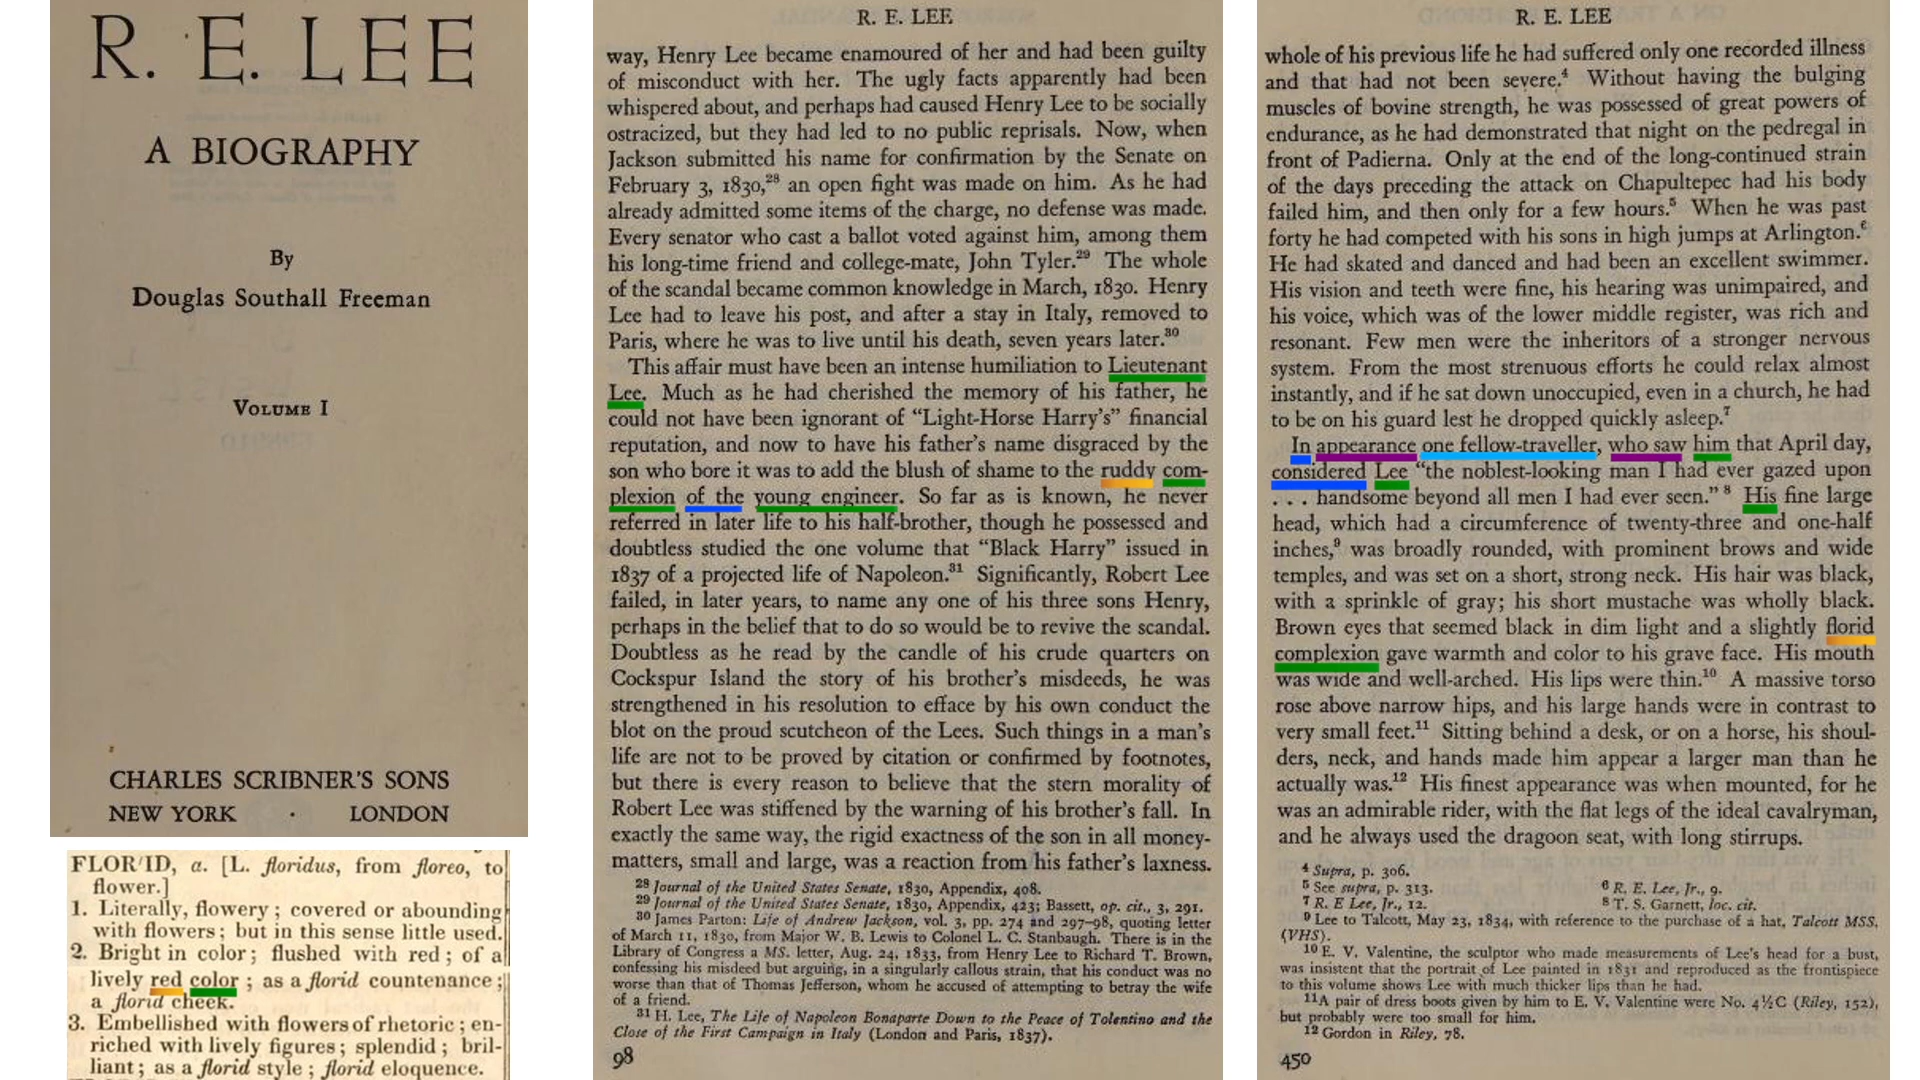 R. E. LEE
A BIOGRAPHY
By
Douglas Southall Freeman
VOLUME I
CHARLES SCRIBNER'S SONS
NEW YORK · LONDON
FLOR'ID, a. [L. floridus, from floreo, to
flower.]
1. Literally, flowery; covered or abounding
with flowers; but in this sense little used.
2. Bright in color; flushed with red; of a
lively red color; as a florid countenance;
a florid cheek.
3. Embellished with flowers of rhetoric; en-
riched with lively figures; splendid; bril-
liant; as a florid style; florid eloquence.
R. E. LEE
way, Henry Lee became enamoured of her and had been guilty
of misconduct with her. The ugly facts apparently had been
whispered about, and perhaps had caused Henry Lee to be socially
ostracized, but they had led to no public reprisals. Now, when
Jackson submitted his name for confirmation by the Senate on
February 3, 1830,²⁸ an open fight was made on him. As he had
already admitted some items of the charge, no defense was made.
Every senator who cast a ballot voted against him, among them
his long-time friend and college-mate, John Tyler.²⁹ The whole
of the scandal became common knowledge in March, 1830. Henry
Lee had to leave his post, and after a stay in Italy, removed to
Paris, where he was to live until his death, seven years later.³⁰
This affair must have been an intense humiliation to Lieutenant
Lee. Much as he had cherished the memory of his father, he
could not have been ignorant of "Light-Horse Harry's" financial
reputation, and now to have his father's name disgraced by the
son who bore it was to add the blush of shame to the ruddy com-
plexion of the young engineer. So far as is known, he never
referred in later life to his half-brother, though he possessed and
doubtless studied the one volume that "Black Harry" issued in
1837 of a projected life of Napoleon.³¹ Significantly, Robert Lee
failed, in later years, to name any one of his three sons Henry,
perhaps in the belief that to do so would be to revive the scandal.
Doubtless as he read by the candle of his crude quarters on
Cockspur Island the story of his brother's misdeeds, he was
strengthened in his resolution to efface by his own conduct the
blot on the proud scutcheon of the Lees. Such things in a man's
life are not to be proved by citation or confirmed by footnotes,
but there is every reason to believe that the stern morality of
Robert Lee was stiffened by the warning of his brother's fall. In
exactly the same way, the rigid exactness of the son in all money-
matters, small and large, was a reaction from his father's laxness.
²⁸ Journal of the United States Senate, 1830, Appendix, 408.
²⁹ Journal of the United States Senate, 1830, Appendix, 423; Bassett, op. cit., 3, 291.
³⁰ James Parton: Life of Andrew Jackson, vol. 3, pp. 274 and 297-98, quoting letter
of March 11, 1830, from Major W. B. Lewis to Colonel L. C. Stanbaugh. There is in the
Library of Congress a MS. letter, Aug. 24, 1833, from Henry Lee to Richard T. Brown,
confessing his misdeed but arguing, in a singularly callous strain, that his conduct was no
worse than that of Thomas Jefferson, whom he accused of attempting to betray the wife
of a friend.
³¹ H. Lee, The Life of Napoleon Bonaparte Down to the Peace of Tolentino and the
Close of the First Campaign in Italy (London and Paris, 1837).
98
R. E. LEE
whole of his previous life he had suffered only one recorded illness
and that had not been severe.⁴ Without having the bulging
muscles of bovine strength, he was possessed of great powers of
endurance, as he had demonstrated that night on the pedregal in
front of Padierna. Only at the end of the long-continued strain
of the days preceding the attack on Chapultepec had his body
failed him, and then only for a few hours.⁵ When he was past
forty he had competed with his sons in high jumps at Arlington.⁶
He had skated and danced and had been an excellent swimmer.
His vision and teeth were fine, his hearing was unimpaired, and
his voice, which was of the lower middle register, was rich and
resonant. Few men were the inheritors of a stronger nervous
system. From the most strenuous efforts he could relax almost
instantly, and if he sat down unoccupied, even in a church, he had
to be on his guard lest he dropped quickly asleep.⁷
In appearance one fellow-traveller, who saw him that April day,
considered Lee "the noblest-looking man I had ever gazed upon
. . . handsome beyond all men I had ever seen." ⁸ His fine large
head, which had a circumference of twenty-three and one-half
inches,⁹ was broadly rounded, with prominent brows and wide
temples, and was set on a short, strong neck. His hair was black,
with a sprinkle of gray; his short mustache was wholly black.
Brown eyes that seemed black in dim light and a slightly florid
complexion gave warmth and color to his grave face. His mouth
was wide and well-arched. His lips were thin.¹⁰ A massive torso
rose above narrow hips, and his large hands were in contrast to
very small feet.¹¹ Sitting behind a desk, or on a horse, his shoul-
ders, neck, and hands made him appear a larger man than he
actually was.¹² His finest appearance was when mounted, for he
was an admirable rider, with the flat legs of the ideal cavalryman,
and he always used the dragoon seat, with long stirrups.
⁴ Supra, p. 306.
⁵ See supra, p. 313. ⁶ R. E. Lee, Jr., 9.
⁷ R. E Lee, Jr., 12. ⁸ T. S. Garnett, loc. cit.
⁹ Lee to Talcott, May 23, 1834, with reference to the purchase of a hat, Talcott MSS.
(VHS).
¹⁰ E. V. Valentine, the sculptor who made measurements of Lee's head for a bust,
was insistent that the portrait of Lee painted in 1831 and reproduced as the frontispiece
to this volume shows Lee with much thicker lips than he had.
¹¹A pair of dress boots given by him to E. V. Valentine were No. 4½C (Riley, 152),
but probably were too small for him.
¹² Gordon in Riley, 78.
450